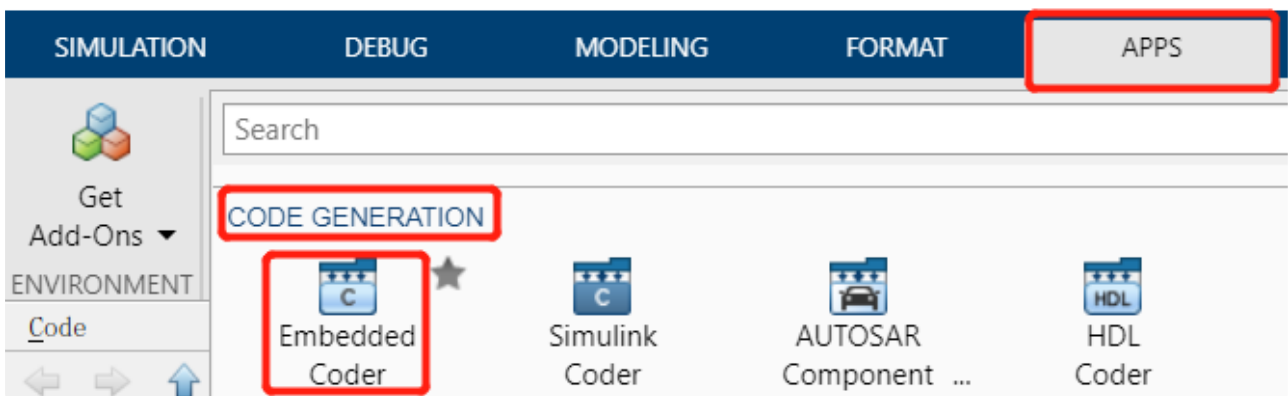 SIMULATION DEBUG MODELING FORMAT APPS
Search
Get
Add-Ons
CODE GENERATION
ENVIRONMENT
C C HDL
Code
Embedded Simulink AUTOSAR HDL
Coder Coder Component ... Coder